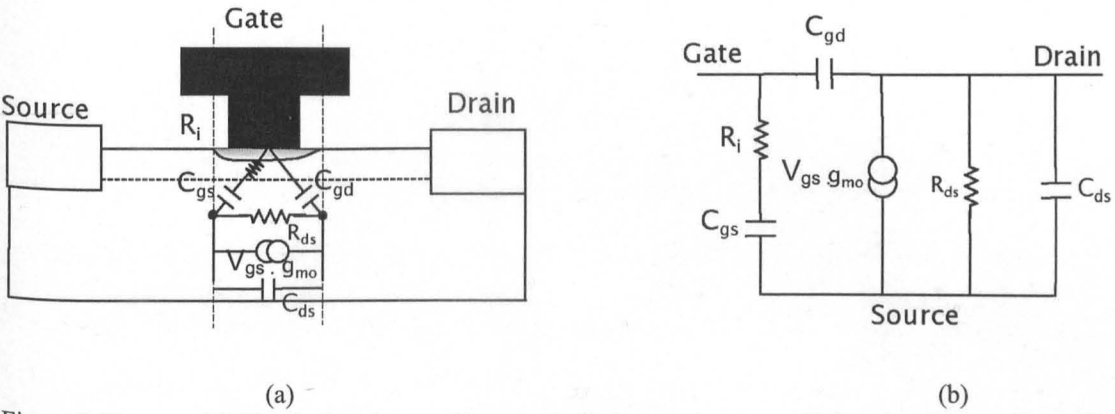 Gate
Source
Drain
R_i
C_gs
C_gd
R_ds
V_gs . g_mo
C_ds
(a)
C_gd
Gate
Drain
R_i
V_gs . g_mo
R_ds
C_ds
C_gs
Source
(b)